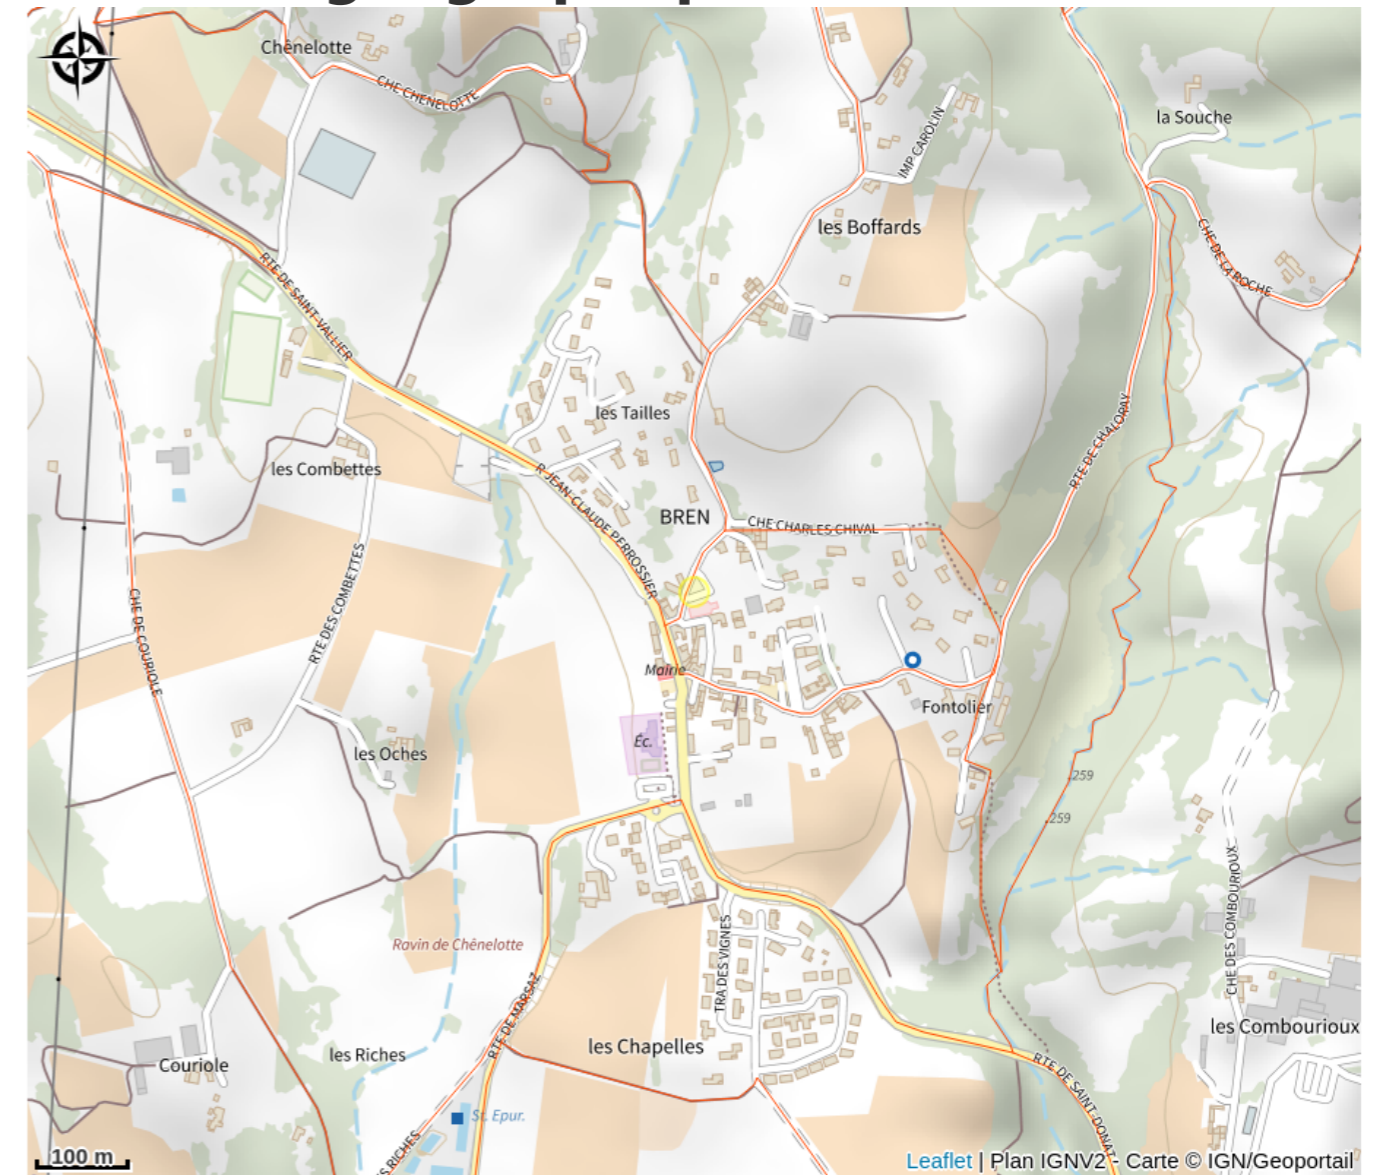 Chênelotte
CHE CHENELOTTE
la Souche
IMP CAROLIN
les Boffards
CHE DE LA ROCHE
RTE DE SAINT-VALLIER
les Tailles
RTE DE CHALORAY
les Combettes
R JEAN-CLAUDE PERROSSIER
BREN
CHE CHARLES CHIVAL
RTE DES COMBETTES
CHE DE COURIOLE
Mairie
Fontolier
Éc.
les Oches
259
259
CHE DES COMBOURIOUX
Ravin de Chênelotte
TRA DES VIGNES
RTE DE MARSAZ
les Combourioux
les Chapelles
les Riches
Couriole
RTE DE SAINT-DONAT
St. Epur.
S RICHES
100 m
Leaflet | Plan IGNV2 - Carte © IGN/Geoportail